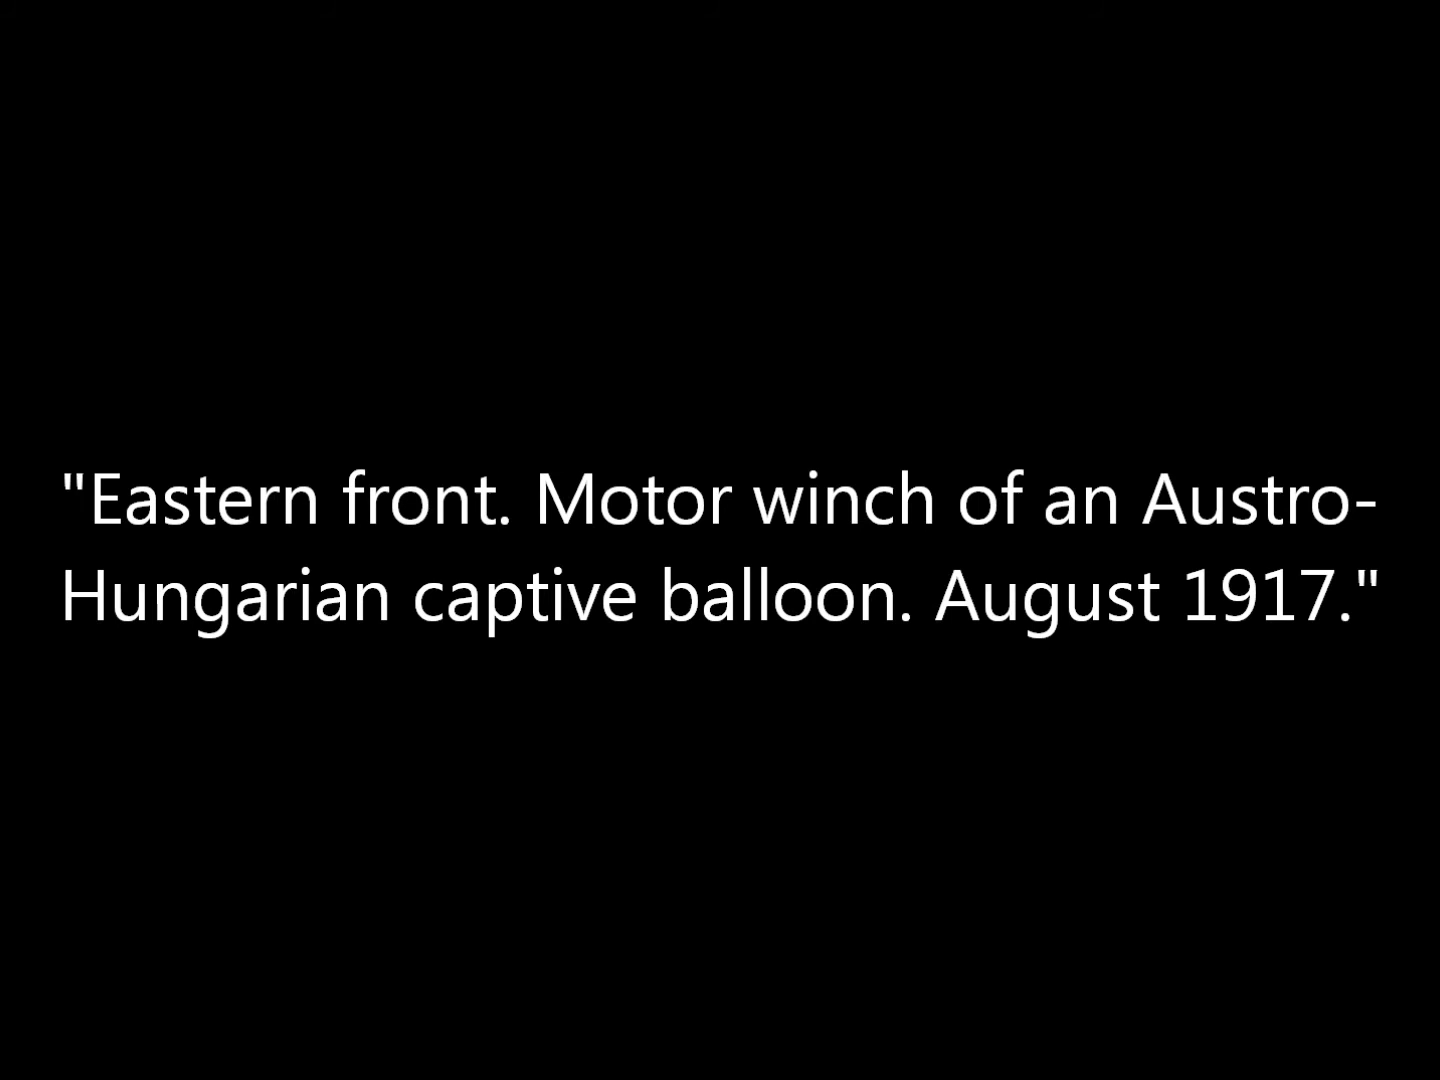 "Eastern front. Motor winch of an Austro-
Hungarian captive balloon. August 1917."